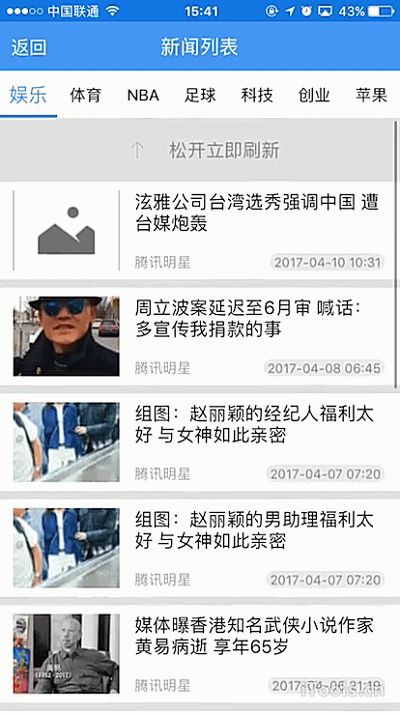 中国联通 15:41 43%
返回 新闻列表
娱乐 体育 NBA 足球 科技 创业 苹果
松开立即刷新
泫雅公司台湾选秀强调中国 遭
台媒炮轰
腾讯明星 2017-04-10 10:31
周立波案延迟至6月审 喊话:
多宣传我捐款的事
腾讯明星 2017-04-08 06:45
组图：赵丽颖的经纪人福利太
好 与女神如此亲密
腾讯明星 2017-04-07 07:20
组图：赵丽颖的男助理福利太
好 与女神如此亲密
腾讯明星 2017-04-07 07:20
媒体曝香港知名武侠小说作家
黄易病逝 享年65岁
腾讯明星 2017-04-06 21:19
黄易
(1952-2017)